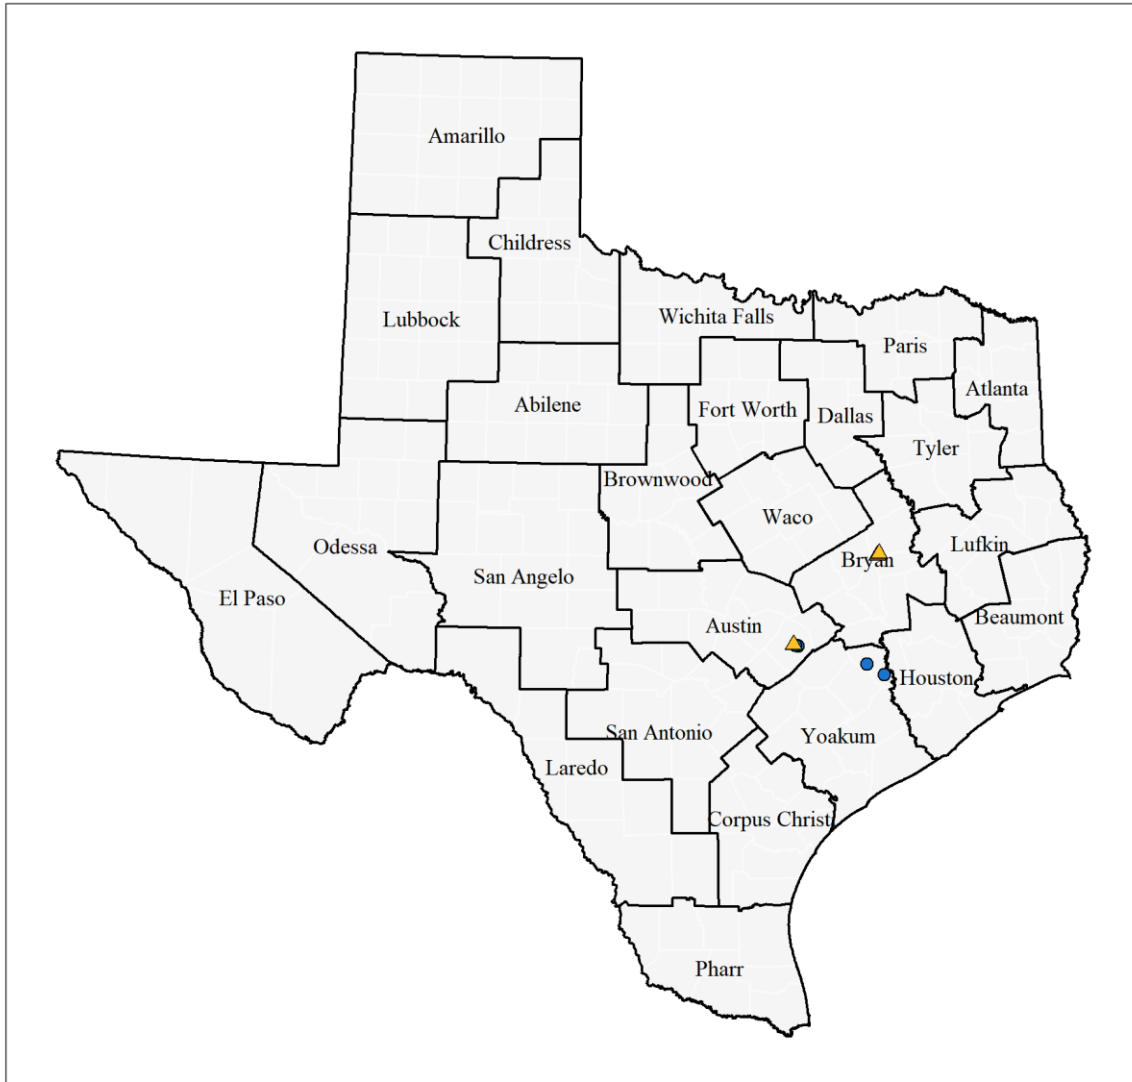 Amarillo
Childress
Lubbock
Wichita Falls
Paris
Abilene
Fort Worth
Dallas
Atlanta
Tyler
Brownwood
Waco
Odessa
San Angelo
Bryan
Lufkin
El Paso
Austin
Beaumont
Houston
San Antonio
Yoakum
Laredo
Corpus Christ
Pharr